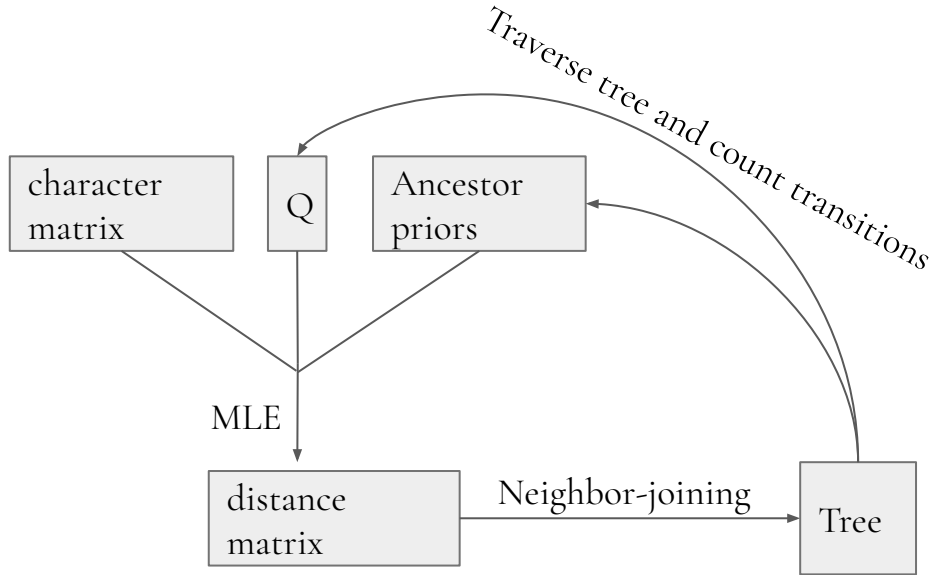 Traverse tree and count transitions
character
matrix
Q
Ancestor
priors
MLE
distance
matrix
Neighbor-joining
Tree